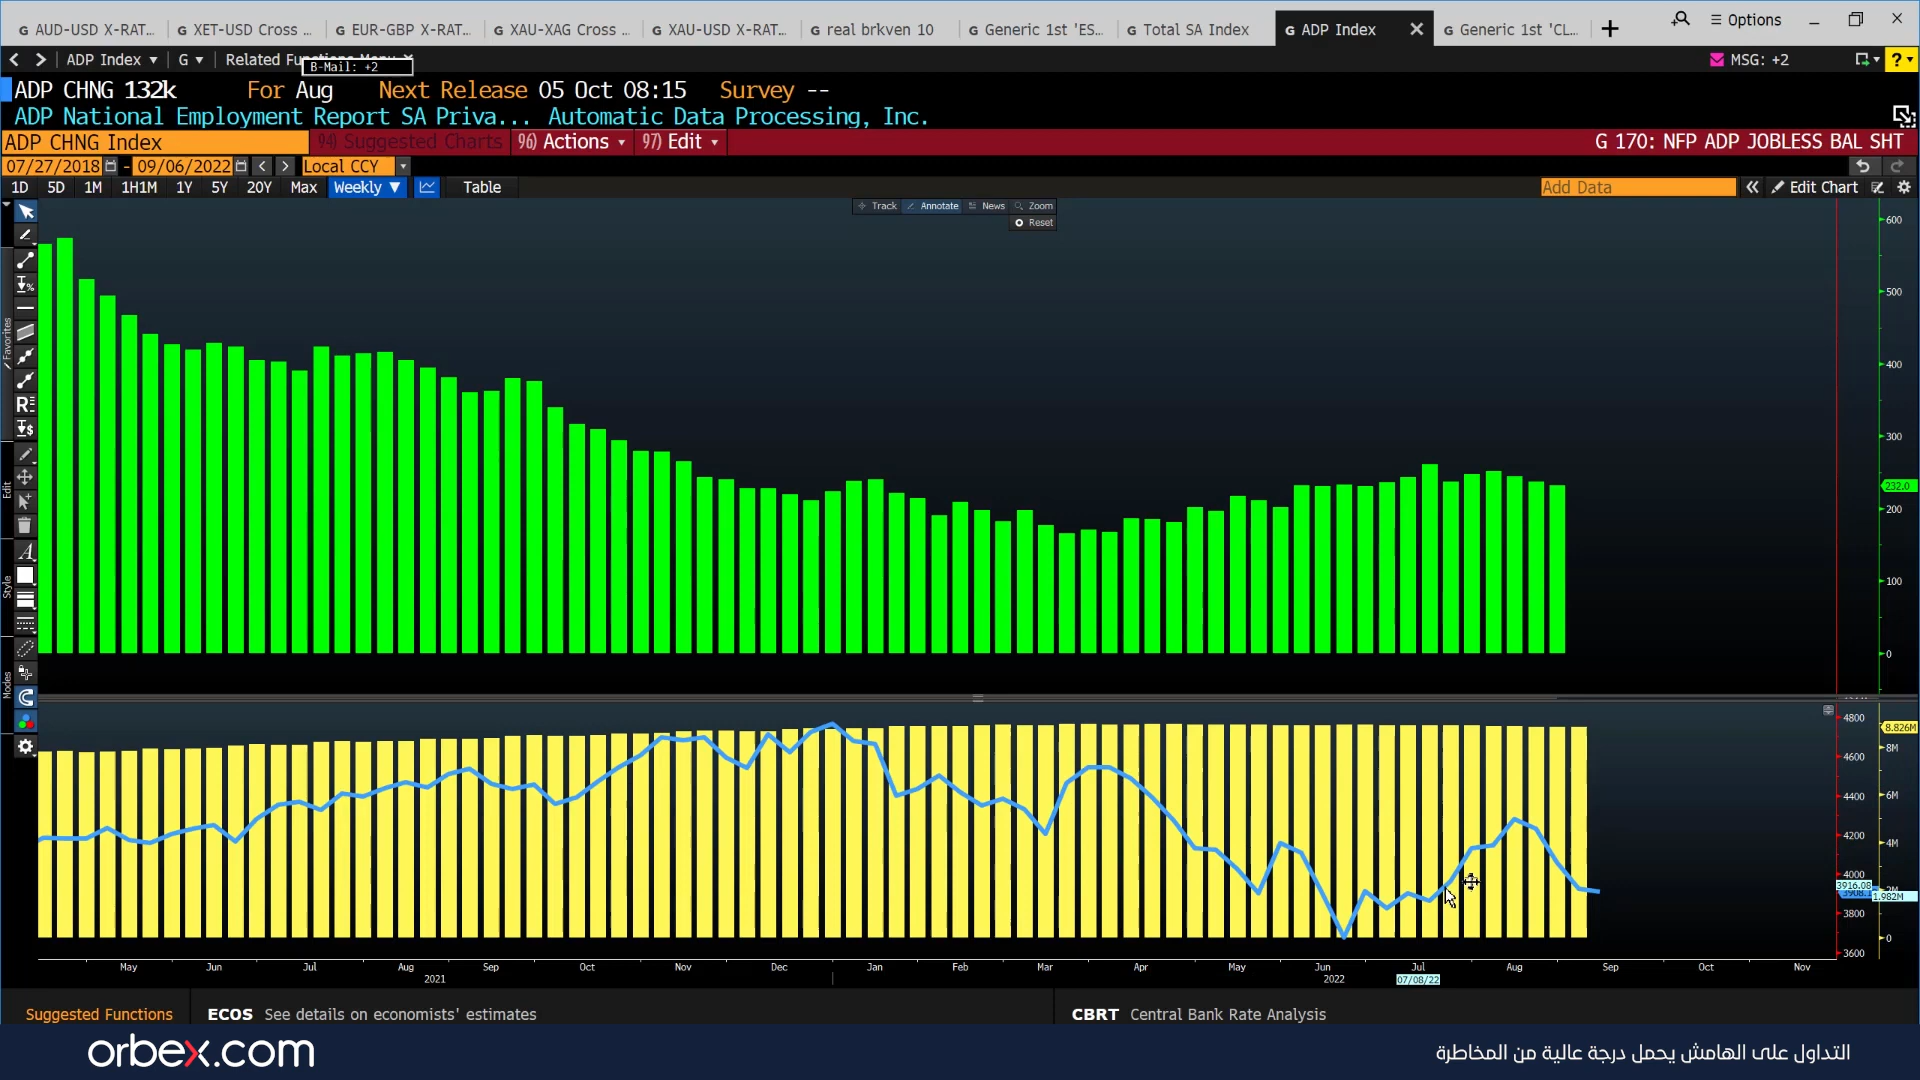 G AUD-USD X-RAT... G XET-USD Cross ... G EUR-GBP X-RAT... G XAU-XAG Cross ... G XAU-USD X-RAT... G real brkven 10 G Generic 1st 'ES... G Total SA Index G ADP Index G Generic 1st 'CL... Options
ADP Index G Related Functions Menu MSG: +2 ?
B-Mail: +2
ADP CHNG 132k For Aug Next Release 05 Oct 08:15 Survey --
ADP National Employment Report SA Priva... Automatic Data Processing, Inc.
ADP CHNG Index 94) Suggested Charts 96) Actions 97) Edit G 170: NFP ADP JOBLESS BAL SHT
07/27/2018 - 09/06/2022 Local CCY
1D 5D 1M 1H1M 1Y 5Y 20Y Max Weekly Table Add Data Edit Chart
Track Annotate News Zoom
Reset
Favorites
Edit
Style
Modes
600
500
400
300
232.0
200
100
0
4800
8.826M
8M
4600
6M
4400
4200
4M
4000
3916.08
1.982M
3800
0
3600
May Jun Jul Aug Sep Oct Nov Dec Jan Feb Mar Apr May Jun Jul Aug Sep Oct Nov
2021 2022 07/08/22
Suggested Functions ECOS See details on economists' estimates CBRT Central Bank Rate Analysis
orbex.com
التداول على الهامش يحمل درجة عالية من المخاطرة